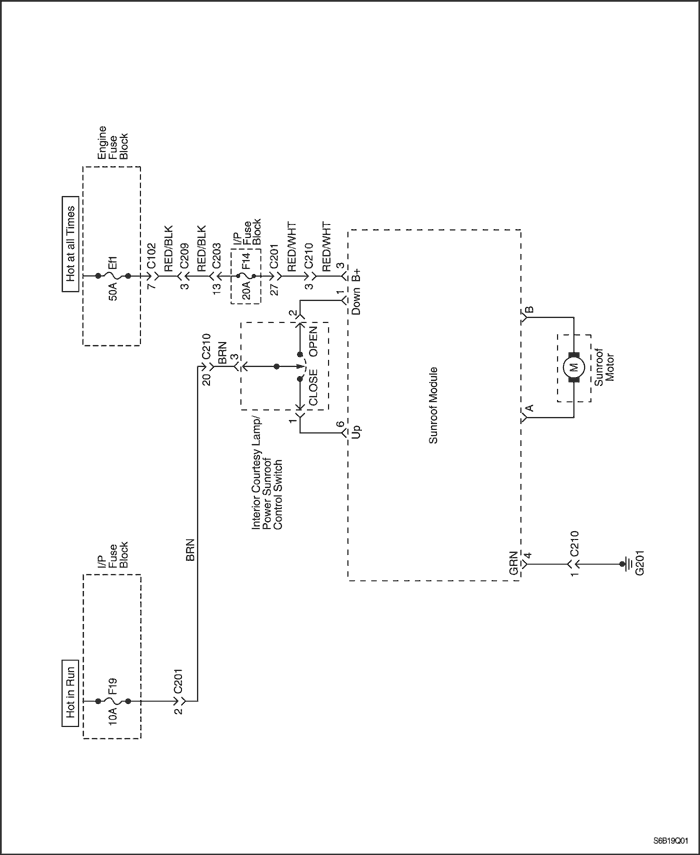 Hot in Run
I/P
Fuse
Block
10A
F19
2
C201
BRN
20
C210
BRN
3
Interior Courtesy Lamp/
Power Sunroof
Control Switch
1
CLOSE
OPEN
2
Hot at all Times
Engine
Fuse
Block
50A
Ef1
7
C102
RED/BLK
3
C209
RED/BLK
13
C203
I/P
Fuse
Block
20A
F14
27
C201
RED/WHT
3
C210
RED/WHT
6
Up
1
Down
3
B+
Sunroof Module
GRN
4
A
B
1
C210
G201
M
Sunroof
Motor
S6B19Q01